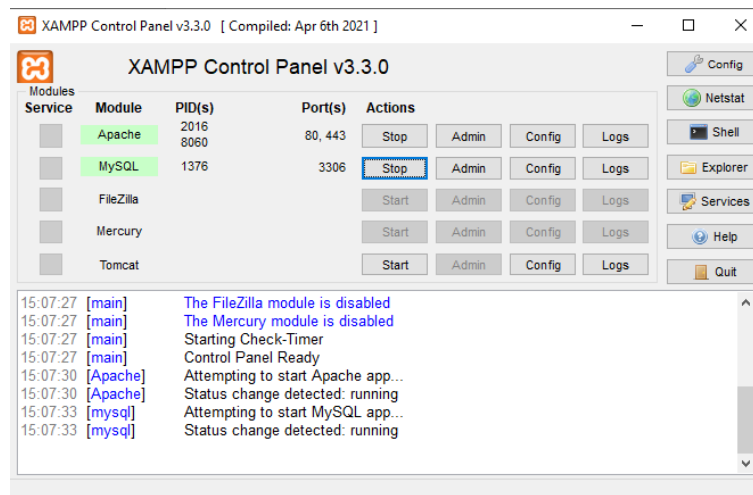 XAMPP Control Panel v3.3.0 [ Compiled: Apr 6th 2021 ]
XAMPP Control Panel v3.3.0
Config
Modules
Service Module PID(s) Port(s) Actions
Netstat
Apache 2016 8060 80, 443 Stop Admin Config Logs
Shell
MySQL 1376 3306 Stop Admin Config Logs
Explorer
FileZilla Start Admin Config Logs
Services
Mercury Start Admin Config Logs
Help
Tomcat Start Admin Config Logs
Quit
15:07:27 [main] The FileZilla module is disabled
15:07:27 [main] The Mercury module is disabled
15:07:27 [main] Starting Check-Timer
15:07:27 [main] Control Panel Ready
15:07:30 [Apache] Attempting to start Apache app...
15:07:30 [Apache] Status change detected: running
15:07:33 [mysql] Attempting to start MySQL app...
15:07:33 [mysql] Status change detected: running